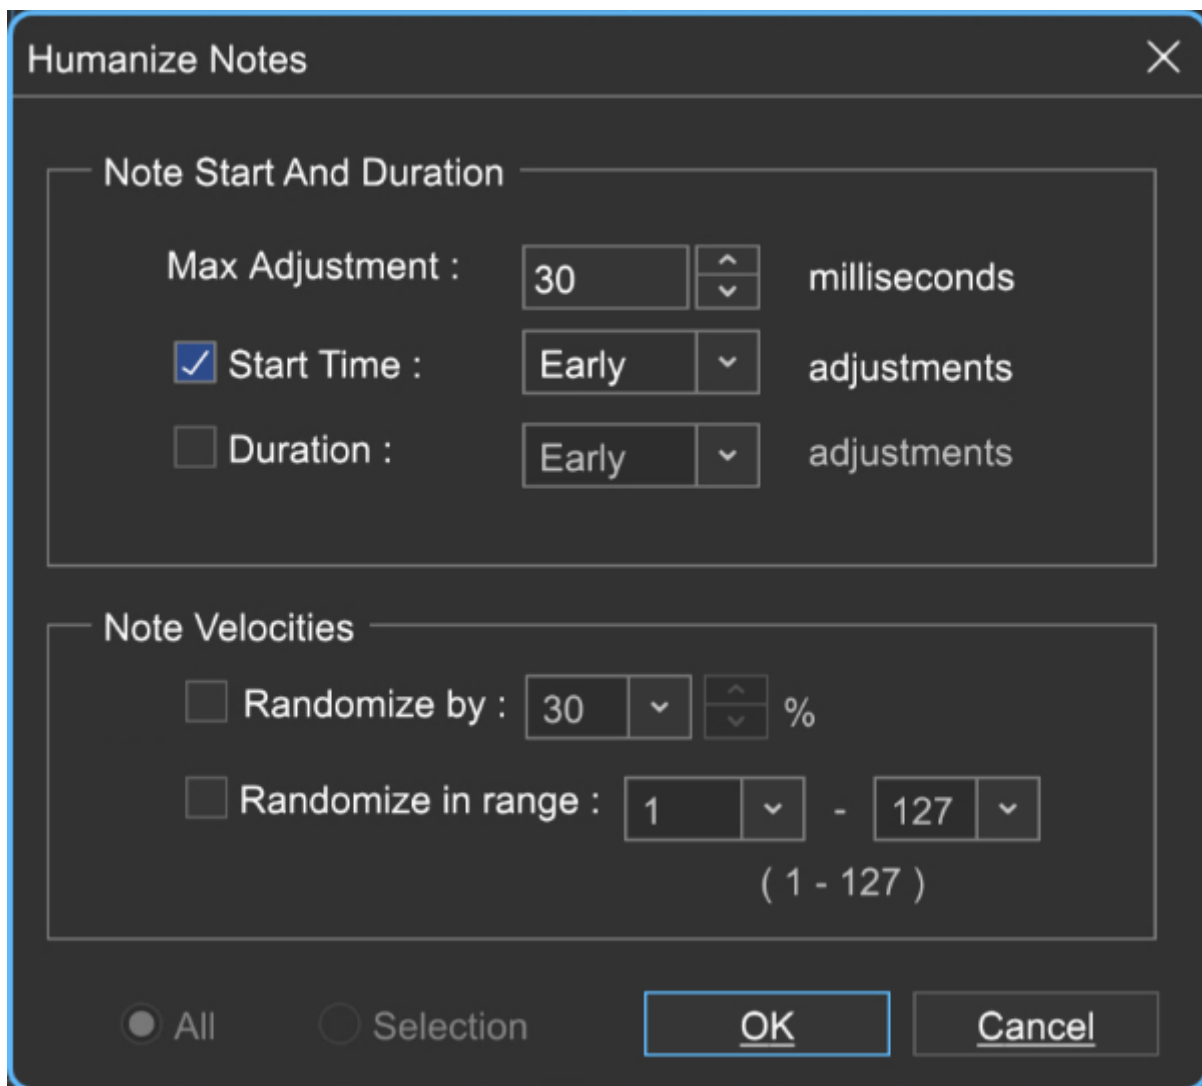 Humanize Notes
Note Start And Duration
Max Adjustment : 30 milliseconds
Start Time : Early adjustments
Duration : Early adjustments
Note Velocities
Randomize by : 30 %
Randomize in range : 1 - 127
( 1 - 127 )
All Selection OK Cancel